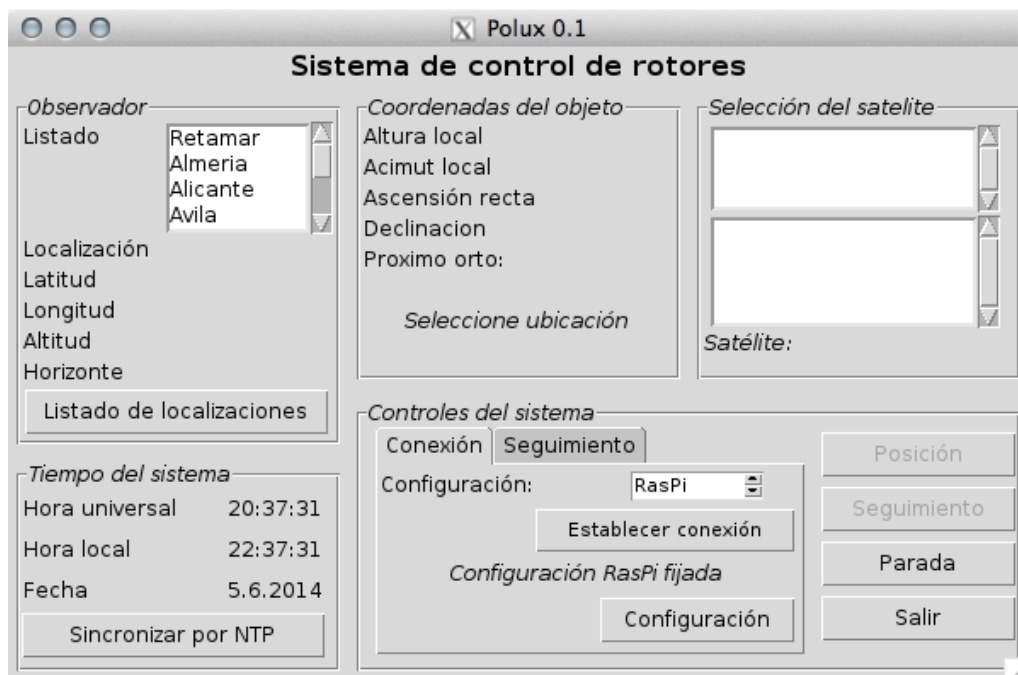 Polux 0.1
Sistema de control de rotores
Observador
Listado
Retamar
Almeria
Alicante
Avila
Localización
Latitud
Longitud
Altitud
Horizonte
Listado de localizaciones
Tiempo del sistema
Hora universal 20:37:31
Hora local 22:37:31
Fecha 5.6.2014
Sincronizar por NTP
Coordenadas del objeto
Altura local
Acimut local
Ascensión recta
Declinacion
Proximo orto:
Seleccione ubicación
Selección del satelite
Satélite:
Controles del sistema
Conexión Seguimiento
Configuración: RasPi
Establecer conexión
Configuración RasPi fijada
Configuración
Posición
Seguimiento
Parada
Salir